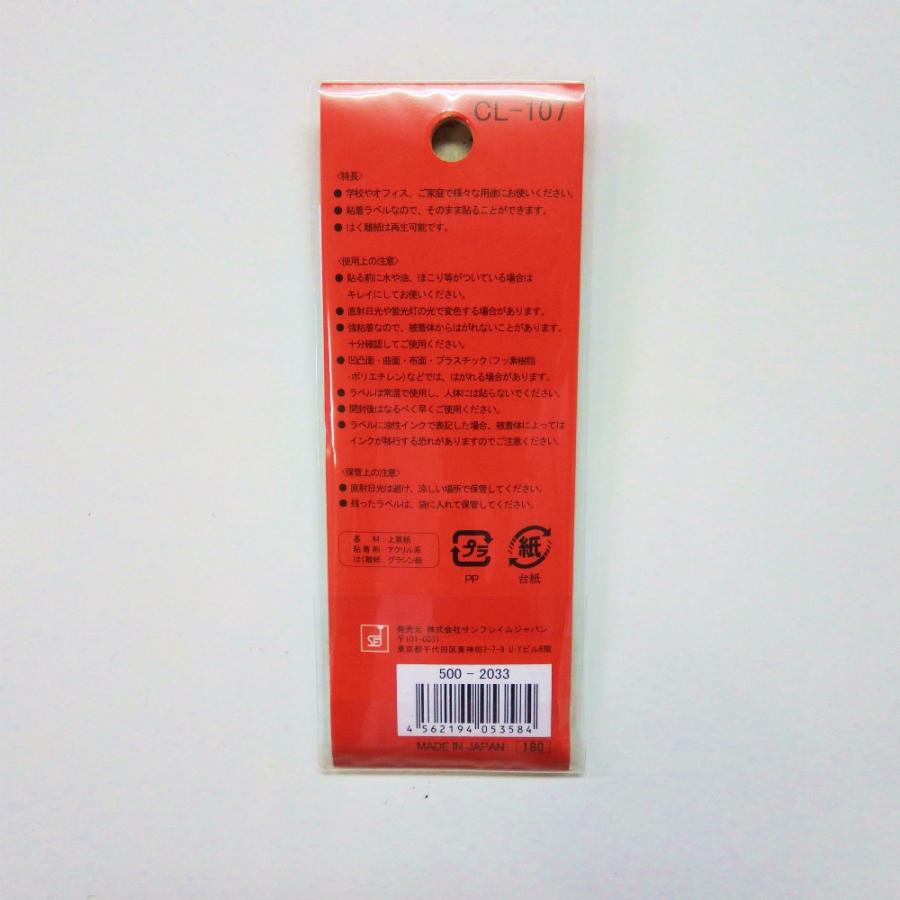 CL-107
〈特長〉
● 学校やオフィス、ご家庭で様々な用途にお使いください。
● 粘着ラベルなので、そのまま貼ることができます。
● はく離紙は再生可能です。
〈使用上の注意〉
● 貼る前に水や油、ほこり等がついている場合は
キレイにしてお使いください。
● 直射日光や蛍光灯の光で変色する場合があります。
● 強粘着なので、被着体からはがれないことがあります。
十分確認してご使用ください。
● 凹凸面・曲面・布面・プラスチック(フッ素樹脂
・ポリエチレン)などでは、はがれる場合があります。
● ラベルは常温で使用し、人体には貼らないでください。
● 開封後はなるべく早くご使用ください。
● ラベルに油性インクで表記した場合、被着体によっては
インクが移行する恐れがありますのでご注意ください。
〈保管上の注意〉
● 直射日光は避け、涼しい場所で保管してください。
● 残ったラベルは、袋に入れて保管してください。
基 材:上質紙
粘着剤:アクリル系
はく離紙:グラシン紙
プラ
PP
紙
台紙
発売元 株式会社サンフレイムジャパン
〒101-0031
東京都千代田区東神田2-7-9 U-Yビル6階
500 - 2033
4 562194 053584
MADE IN JAPAN 180